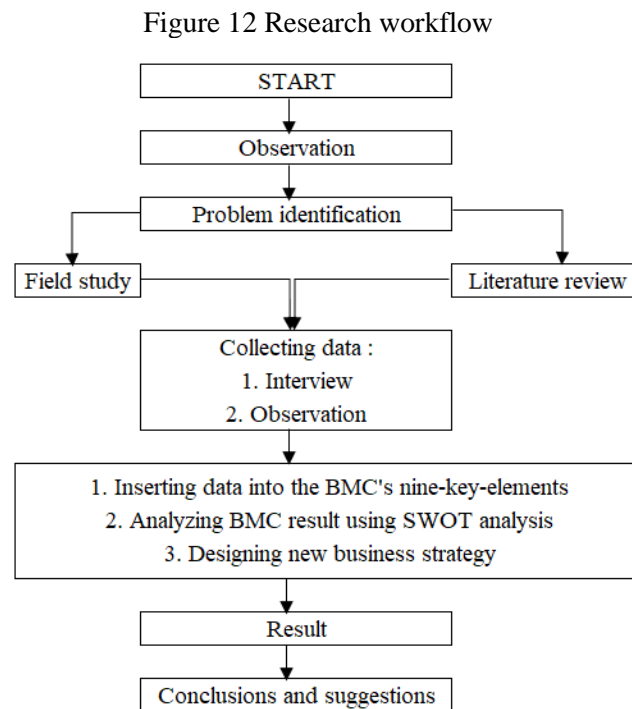 Figure 12 Research workflow
START
Observation
Problem identification
Field study
Literature review
Collecting data :
1. Interview
2. Observation
1. Inserting data into the BMC's nine-key-elements
2. Analyzing BMC result using SWOT analysis
3. Designing new business strategy
Result
Conclusions and suggestions